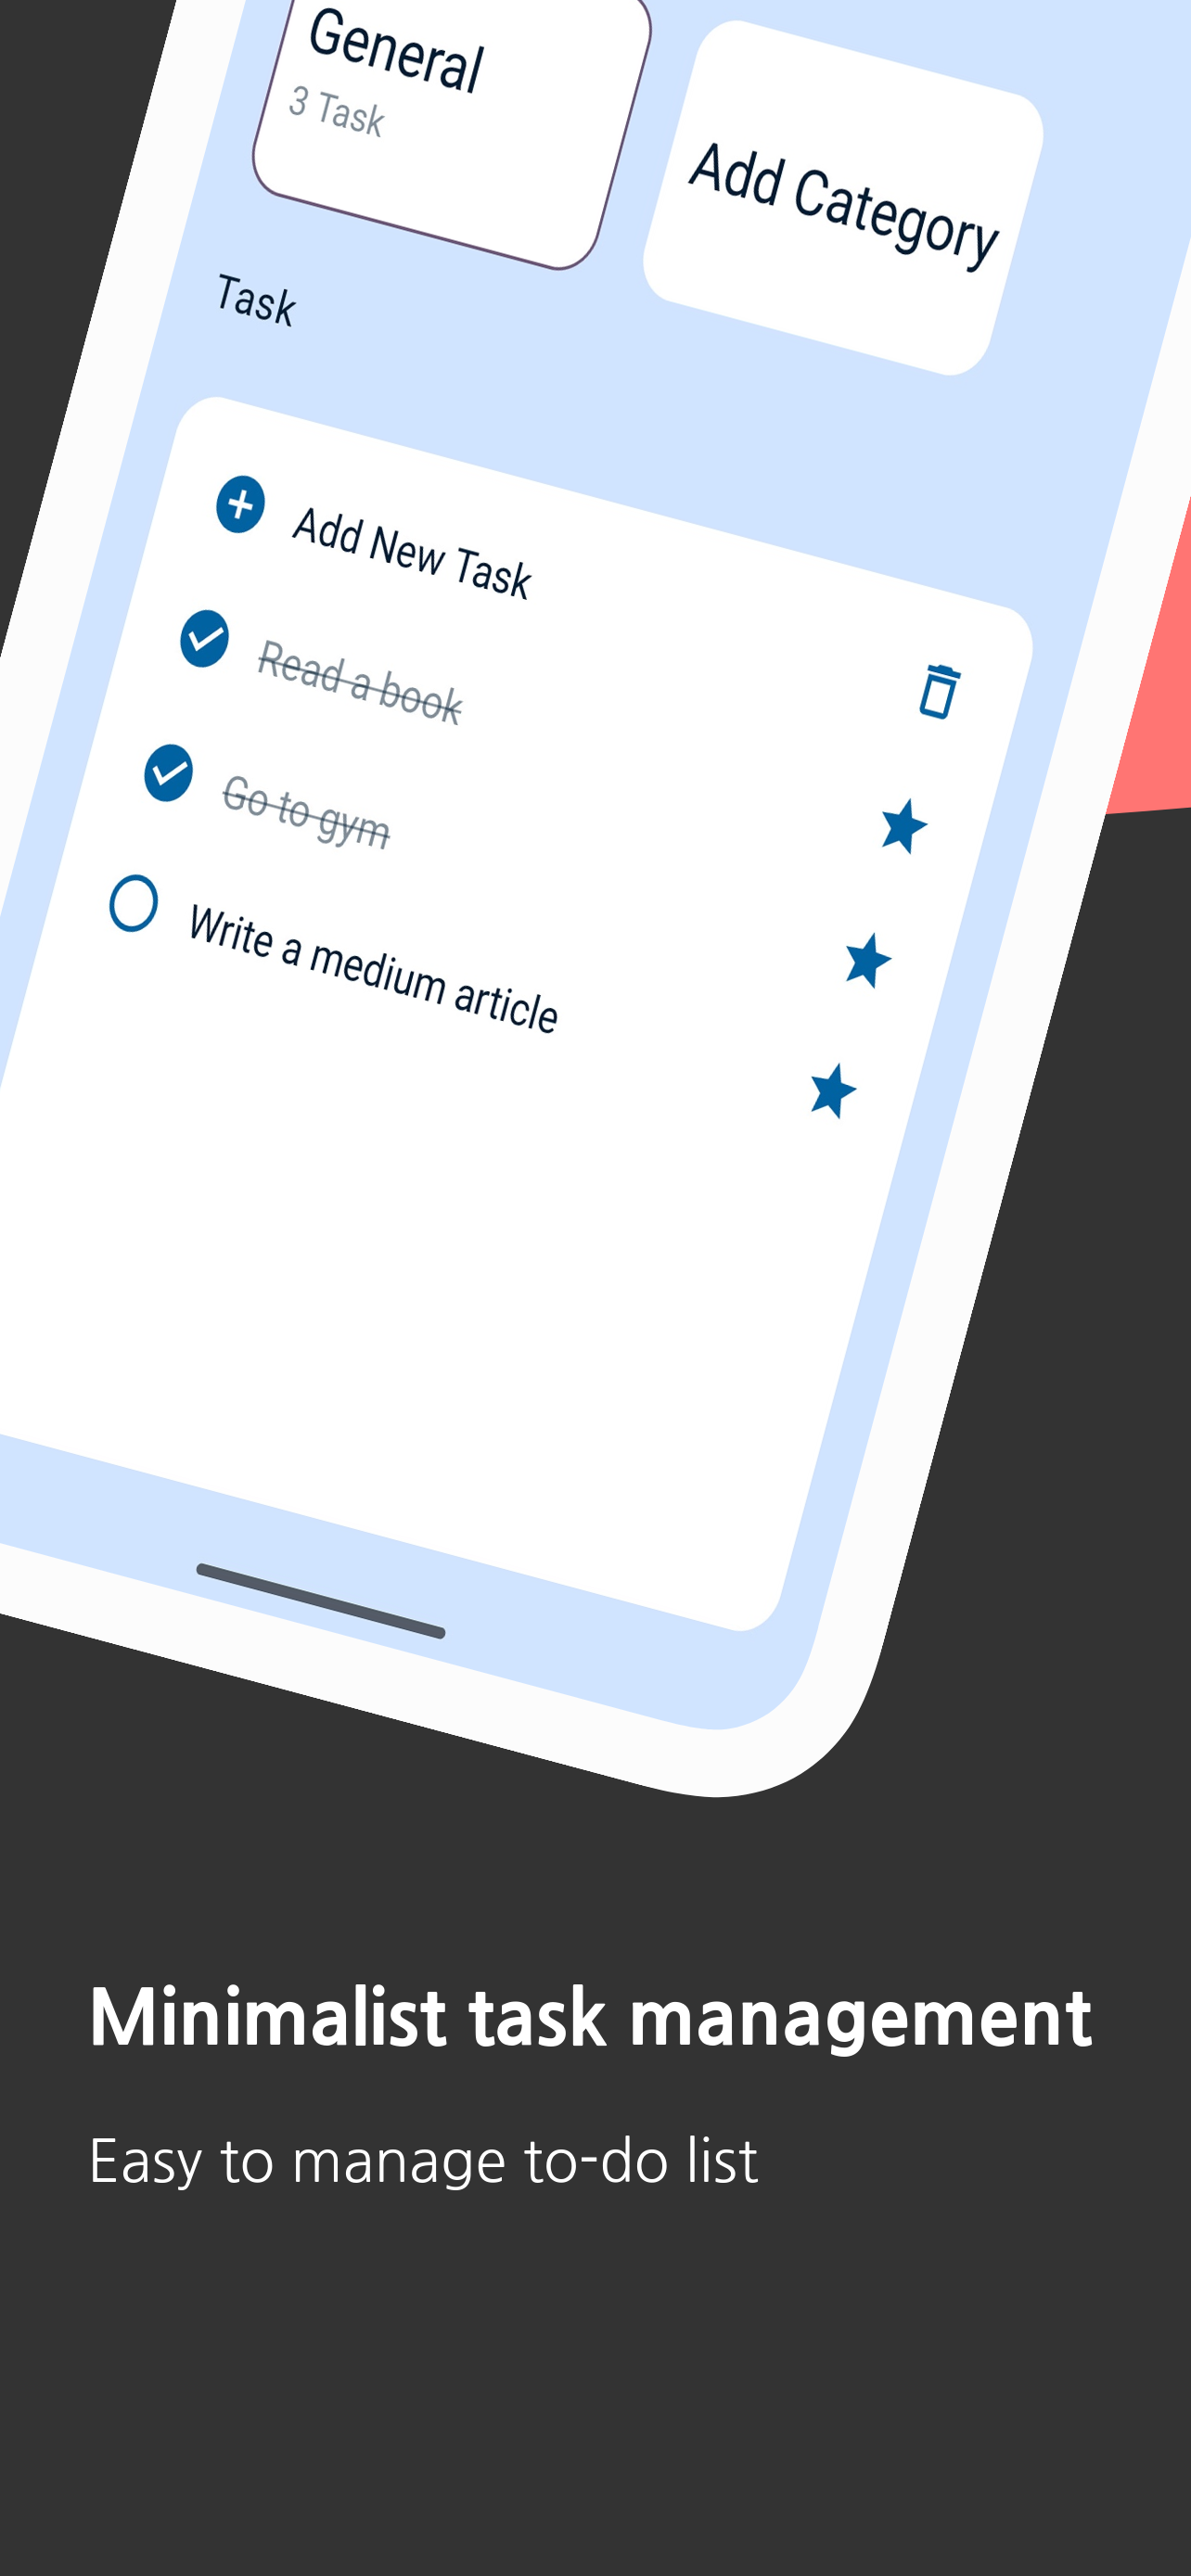 General
3 Task
Add Category
Task
Add New Task
Read a book
Go to gym
Write a medium article
Minimalist task management
Easy to manage to-do list